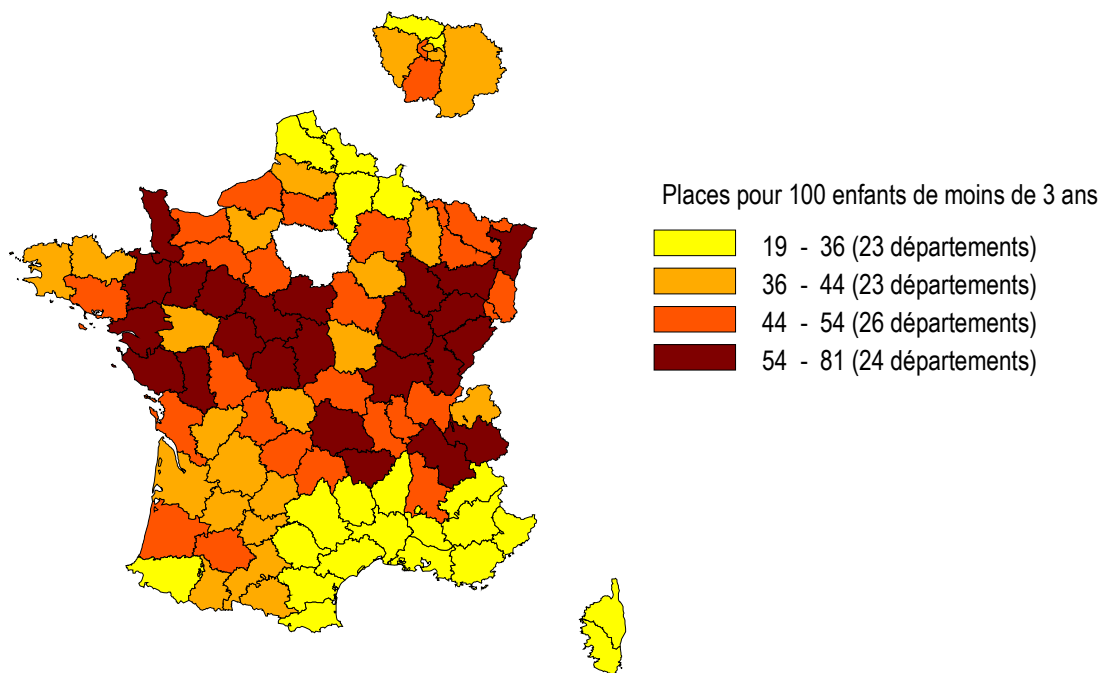 Places pour 100 enfants de moins de 3 ans
19 - 36 (23 départements)
36 - 44 (23 départements)
44 - 54 (26 départements)
54 - 81 (24 départements)